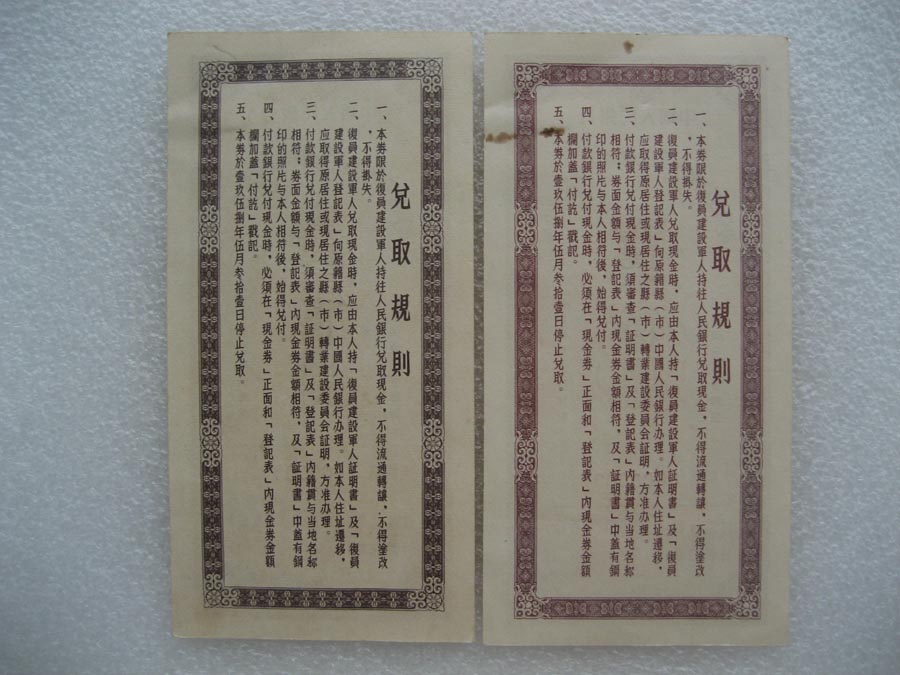 兌取規則
一、本券限於復員建設軍人持往人民銀行兌取現金，不得流通轉讓，不得塗改
，不得掛失。
二、復員建設軍人兌取現金時，应由本人持「復員建設軍人証明書」及「復員
建設軍人登記表」向原籍縣（市）中國人民銀行办理。如本人住址遷移，
应取得原居住或現居住之縣（市）轉業建設委員会証明，方准办理。
三、付款銀行兌付現金時，須審查「証明書」及「登記表」內籍貫与当地名称
相符；券面金額与「登記表」內現金券金額相符，及「証明書」中蓋有鋼
印的照片与本人相符後，始得兌付。
四、付款銀行兌付現金時，必須在「現金券」正面和「登記表」內現金券金額
欄加蓋「付訖」戳記。
五、本券於壹玖伍捌年伍月叁拾壹日停止兌取。
兌取規則
一、本券限於復員建設軍人持往人民銀行兌取現金，不得流通轉讓，不得塗改
，不得掛失。
二、復員建設軍人兌取現金時，应由本人持「復員建設軍人証明書」及「復員
建設軍人登記表」向原籍縣（市）中國人民銀行办理。如本人住址遷移，
应取得原居住或現居住之縣（市）轉業建設委員会証明，方准办理。
三、付款銀行兌付現金時，須審查「証明書」及「登記表」內籍貫与当地名称
相符；券面金額与「登記表」內現金券金額相符，及「証明書」中蓋有鋼
印的照片与本人相符後，始得兌付。
四、付款銀行兌付現金時，必須在「現金券」正面和「登記表」內現金券金額
欄加蓋「付訖」戳記。
五、本券於壹玖伍捌年伍月叁拾壹日停止兌取。